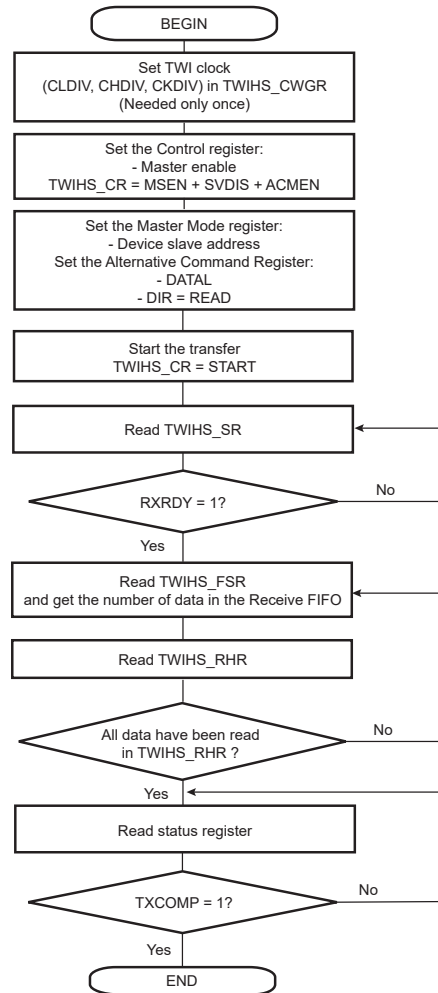 BEGIN
Set TWI clock
(CLDIV, CHDIV, CKDIV) in TWIHS_CWGR
(Needed only once)
Set the Control register:
- Master enable
TWIHS_CR = MSEN + SVDIS + ACMEN
Set the Master Mode register:
- Device slave address
Set the Alternative Command Register:
- DATAL
- DIR = READ
Start the transfer
TWIHS_CR = START
Read TWIHS_SR
RXRDY = 1?
No
Yes
Read TWIHS_FSR
and get the number of data in the Receive FIFO
Read TWIHS_RHR
All data have been read
in TWIHS_RHR ?
No
Yes
Read status register
TXCOMP = 1?
No
Yes
END